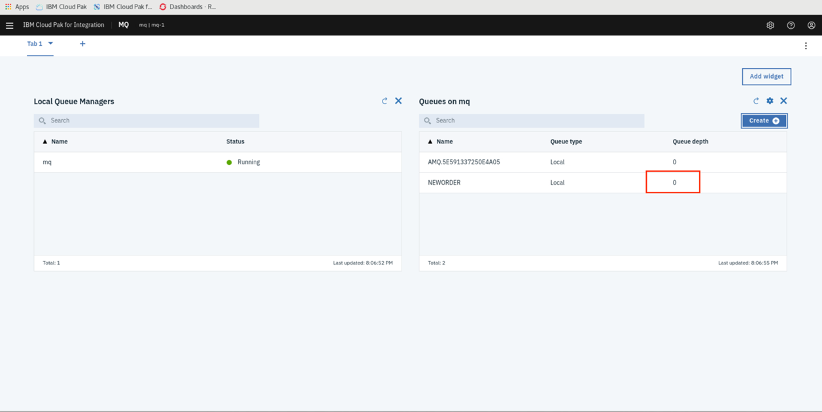 Apps IBM Cloud Pak IBM Cloud Pak f... Dashboards · R...
IBM Cloud Pak for Integration MQ mq | mq-1
Tab 1
Add widget
Local Queue Managers
Search
Name Status
mq Running
Total: 1 Last updated: 8:06:52 PM
Queues on mq
Search
Create
Name Queue type Queue depth
AMQ.5E591337250E4A05 Local 0
NEWORDER Local 0
Total: 2 Last updated: 8:06:55 PM